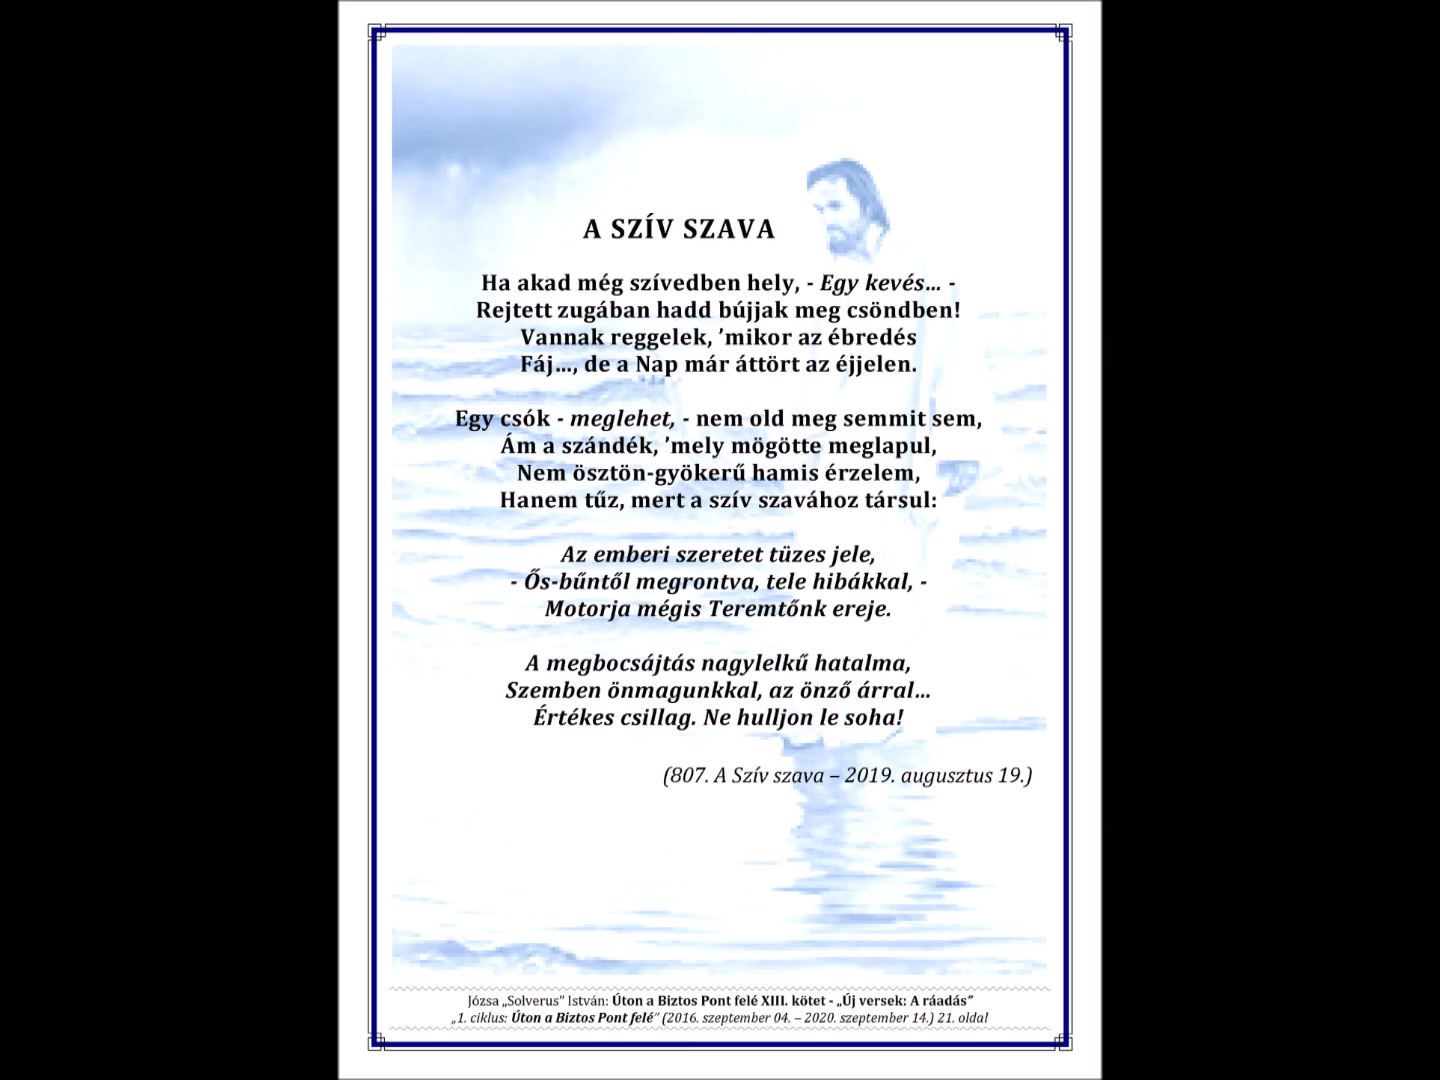 A SZÍV SZAVA
Ha akad még szívedben hely, - Egy kevés... -
Rejtett zugában hadd bújjak meg csöndben!
Vannak reggelek, ’mikor az ébredés
Fáj..., de a Nap már áttört az éjjelen.
Egy csók - meglehet, - nem old meg semmit sem,
Ám a szándék, ’mely mögötte meglapul,
Nem ösztön-gyökerű hamis érzelem,
Hanem tűz, mert a szív szavához társul:
Az emberi szeretet tüzes jele,
- Ős-bűntől megrontva, tele hibákkal, -
Motorja mégis Teremtőnk ereje.
A megbocsájtás nagylelkű hatalma,
Szemben önmagunkkal, az önző árral...
Értékes csillag. Ne hulljon le soha!
(807. A Szív szava – 2019. augusztus 19.)
Józsa „Solverus” István: Úton a Biztos Pont felé XIII. kötet - „Új versek: A ráadás”
„1. ciklus: Úton a Biztos Pont felé” (2016. szeptember 04. – 2020. szeptember 14.) 21. oldal